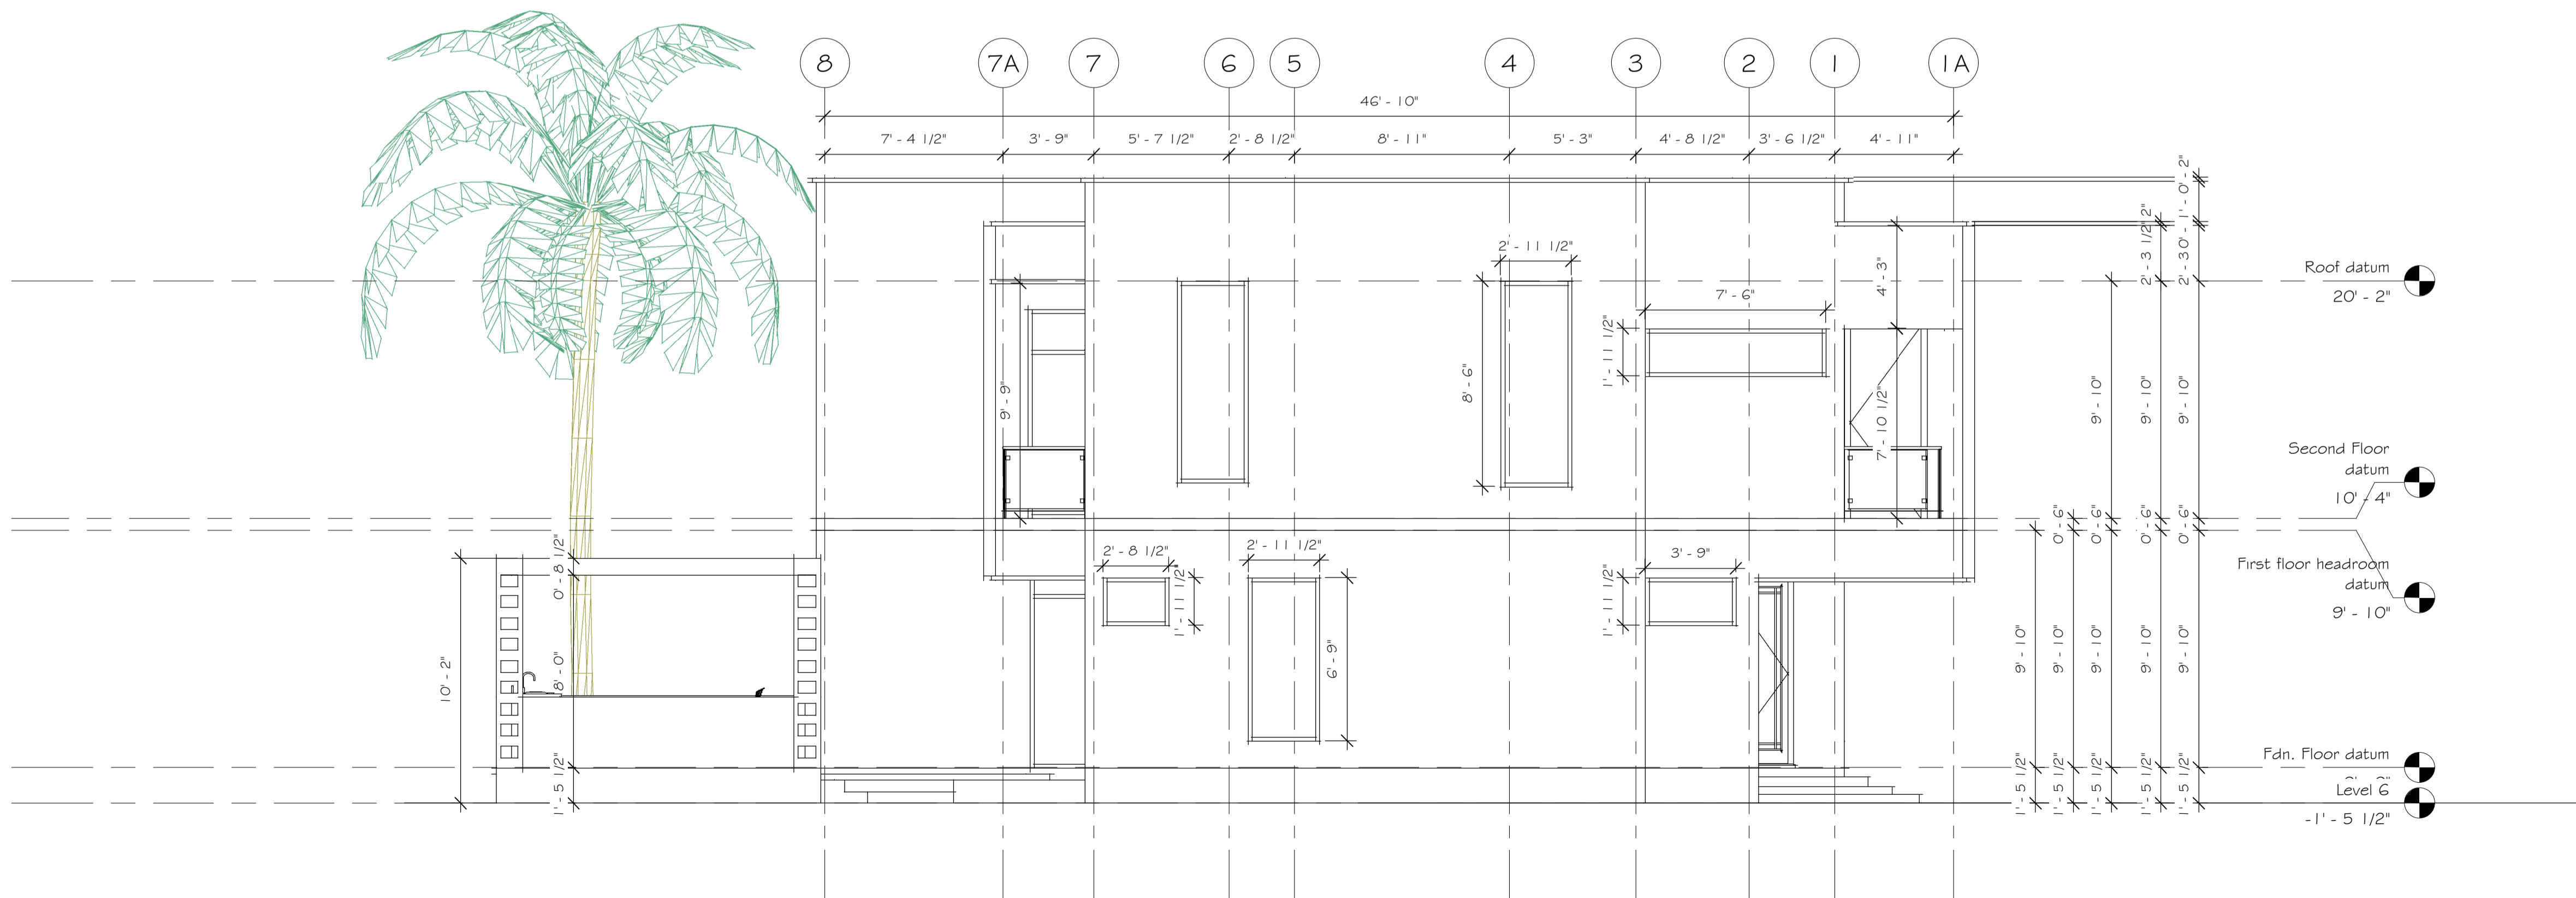 8 7A 7 6 5 4 3 2 1 1A
46' - 10"
7' - 4 1/2" 3' - 9" 5' - 7 1/2" 2' - 8 1/2" 8' - 11" 5' - 3" 4' - 8 1/2" 3' - 6 1/2" 4' - 11"
0' - 2"
1' - 0"
2' - 3 1/2"
2' - 3
4' - 3"
2' - 11 1/2"
Roof datum
20' - 2"
7' - 6"
1' - 11 1/2"
8' - 6"
9' - 9"
7' - 10 1/2"
9' - 10" 9' - 10" 9' - 10"
Second Floor
datum
10' - 4"
0' - 6" 0' - 6" 0' - 6" 0' - 6"
First floor headroom
datum
9' - 10"
0' - 8 1/2"
2' - 8 1/2" 2' - 11 1/2" 3' - 9"
1' - 11 1/2" 1' - 11 1/2"
10' - 2" 8' - 0" 6' - 9"
9' - 10" 9' - 10" 9' - 10" 9' - 10" 9' - 10"
Fdn. Floor datum
1' - 5 1/2" 1' - 5 1/2" 1' - 5 1/2" 1' - 5 1/2" 1' - 5 1/2" 1' - 5 1/2"
Level 6
-1' - 5 1/2"